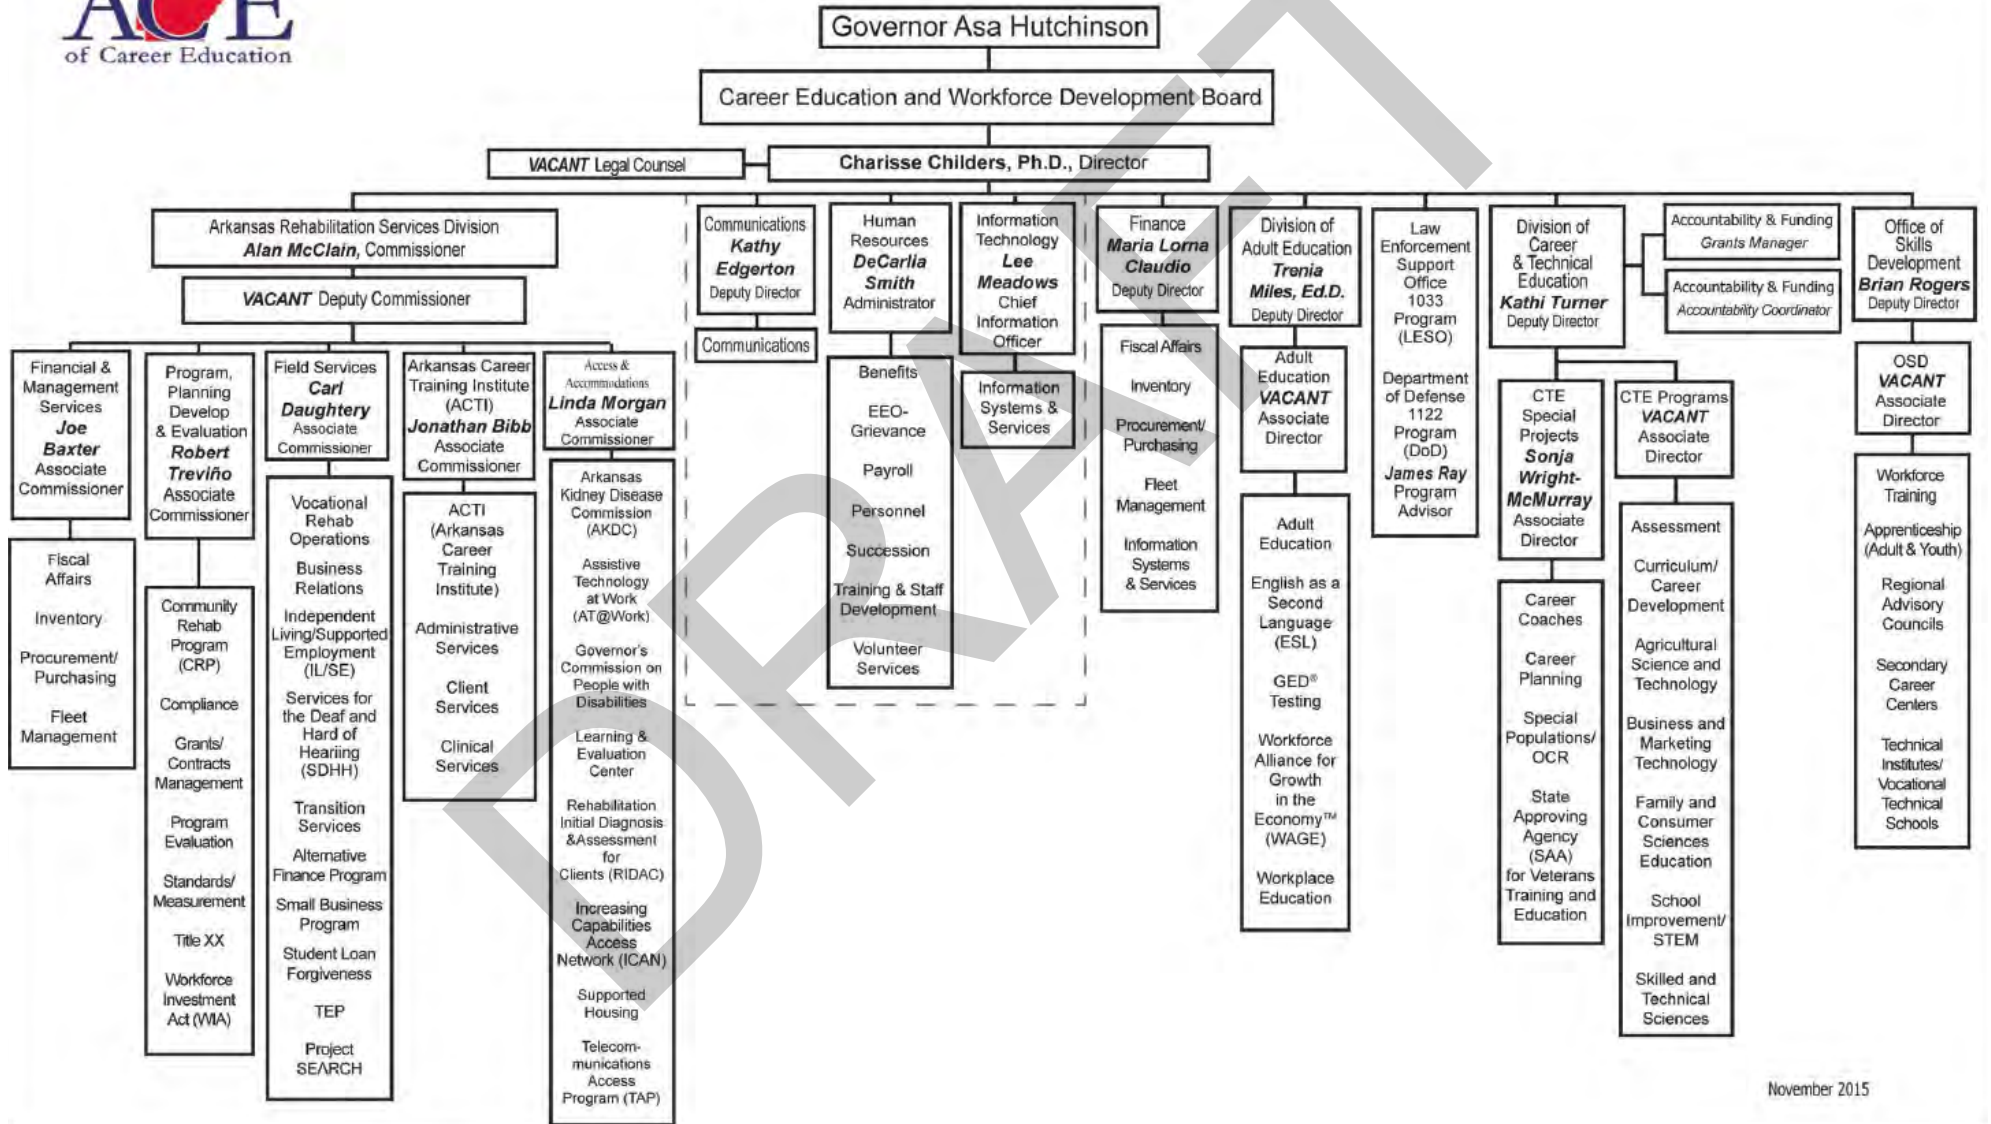 ACE
of Career Education
Governor Asa Hutchinson
Career Education and Workforce Development Board
VACANT Legal Counsel
Charisse Childers, Ph.D., Director
Arkansas Rehabilitation Services Division
Alan McClain, Commissioner
VACANT Deputy Commissioner
Financial &
Management
Services
Joe
Baxter
Associate
Commissioner
Fiscal
Affairs
Inventory
Procurement/
Purchasing
Fleet
Management
Program,
Planning
Develop
& Evaluation
Robert
Treviño
Associate
Commissioner
Community
Rehab
Program
(CRP)
Compliance
Grants/
Contracts
Management
Program
Evaluation
Standards/
Measurement
Title XX
Workforce
Investment
Act (WIA)
Field Services
Carl
Daughtery
Associate
Commissioner
Vocational
Rehab
Operations
Business
Relations
Independent
Living/Supported
Employment
(IL/SE)
Services for
the Deaf and
Hard of
Heariing
(SDHH)
Transition
Services
Alternative
Finance Program
Small Business
Program
Student Loan
Forgiveness
TEP
Project
SEARCH
Arkansas Career
Training Institute
(ACTI)
Jonathan Bibb
Associate
Commissioner
ACTI
(Arkansas
Career
Training
Institute)
Administrative
Services
Client
Services
Clinical
Services
Access &
Accommodations
Linda Morgan
Associate
Commissioner
Arkansas
Kidney Disease
Commission
(AKDC)
Assistive
Technology
at Work
(AT@Work)
Governor's
Commission on
People with
Disabilities
Learning &
Evaluation
Center
Rehabilitation
Initial Diagnosis
&Assessment
for
Clients (RIDAC)
Increasing
Capabilities
Access
Network (ICAN)
Supported
Housing
Telecom-
munications
Access
Program (TAP)
Communications
Kathy
Edgerton
Deputy Director
Communications
Human
Resources
DeCarlia
Smith
Administrator
Benefits
EEO-
Grievance
Payroll
Personnel
Succession
Training & Staff
Development
Volunteer
Services
Information
Technology
Lee
Meadows
Chief
Information
Officer
Information
Systems &
Services
Finance
Maria Lorna
Claudio
Deputy Director
Fiscal Affairs
Inventory
Procurement/
Purchasing
Fleet
Management
Information
Systems
& Services
Division of
Adult Education
Trenia
Miles, Ed.D.
Deputy Director
Adult
Education
VACANT
Associate
Director
Adult
Education
English as a
Second
Language
(ESL)
GED®
Testing
Workforce
Alliance for
Growth
in the
Economy™
(WAGE)
Workplace
Education
Law
Enforcement
Support
Office
1033
Program
(LESO)
Department
of Defense
1122
Program
(DoD)
James Ray
Program
Advisor
Division of
Career
& Technical
Education
Kathi Turner
Deputy Director
Accountability & Funding
Grants Manager
Accountability & Funding
Accountability Coordinator
CTE
Special
Projects
Sonja
Wright-
McMurray
Associate
Director
Career
Coaches
Career
Planning
Special
Populations/
OCR
State
Approving
Agency
(SAA)
for Veterans
Training and
Education
CTE Programs
VACANT
Associate
Director
Assessment
Curriculum/
Career
Development
Agricultural
Science and
Technology
Business and
Marketing
Technology
Family and
Consumer
Sciences
Education
School
Improvement/
STEM
Skilled and
Technical
Sciences
Office of
Skills
Development
Brian Rogers
Deputy Director
OSD
VACANT
Associate
Director
Workforce
Training
Apprenticeship
(Adult & Youth)
Regional
Advisory
Councils
Secondary
Career
Centers
Technical
Institutes/
Vocational
Technical
Schools
DRAFT
November 2015